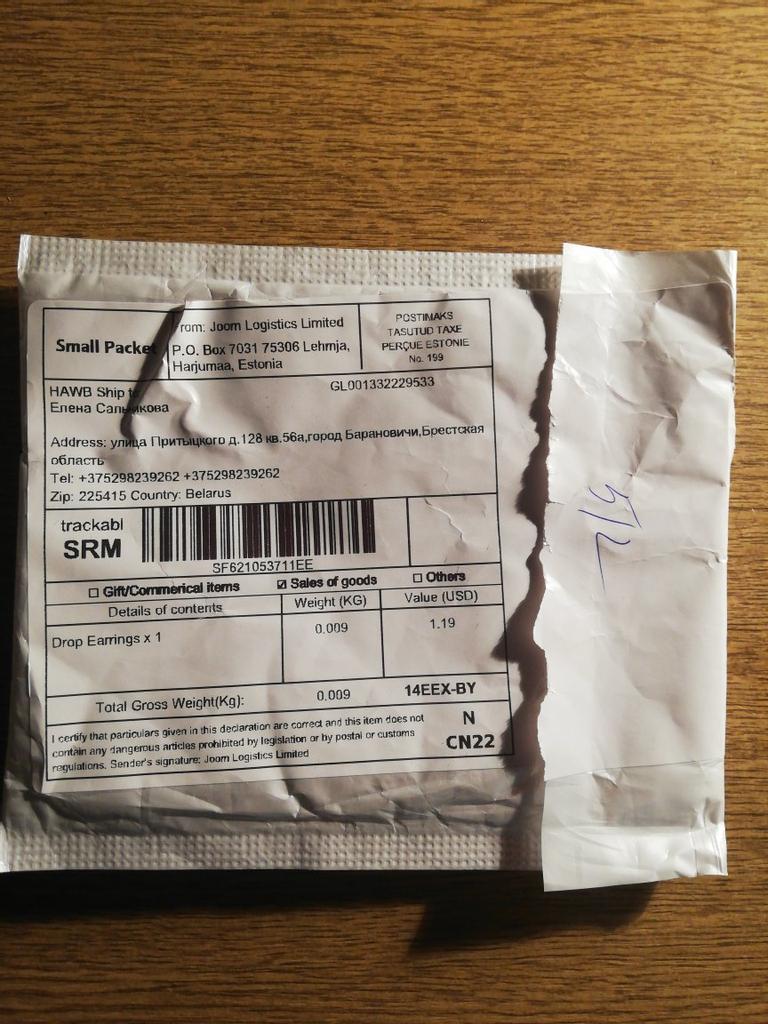 Small Packet
From: Joom Logistics Limited
P.O. Box 7031 75306 Lehmja,
Harjumaa, Estonia
POSTIMAKS
TASUTUD TAXE
PERÇUE ESTONIE
No. 199
HAWB Ship to
GL001332229533
Елена Сальникова
Address: улица Притыцкого д.128 кв.56а,город Барановичи,Брестская
область
Tel: +375298239262 +375298239262
Zip: 225415 Country: Belarus
trackabl
SRM
SF621053711EE
☐ Gift/Commerical items ☑ Sales of goods ☐ Others
Details of contents Weight (KG) Value (USD)
Drop Earrings x 1 0.009 1.19
Total Gross Weight(Kg): 0.009 14EEX-BY
I certify that particulars given in this declaration are correct and this item does not
contain any dangerous articles prohibited by legislation or by postal or customs
regulations. Sender's signature: Joom Logistics Limited
N
CN22